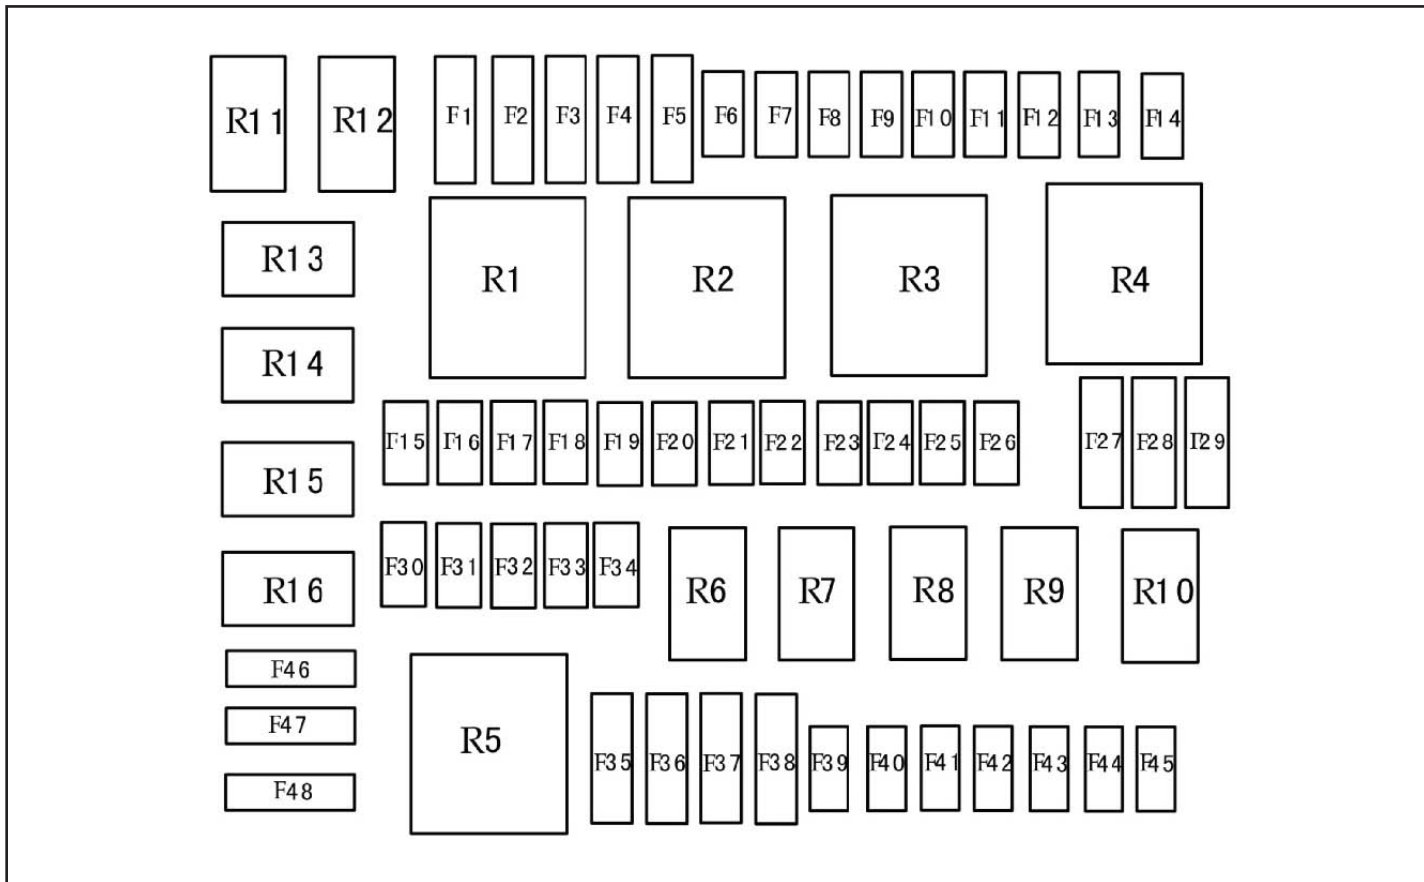 R11 R12 F1 F2 F3 F4 F5 F6 F7 F8 F9 F10 F11 F12 F13 F14
R13 R1 R2 R3 R4
R14
F15 F16 F17 F18 F19 F20 F21 F22 F23 F24 F25 F26 F27 F28 F29
R15
F30 F31 F32 F33 F34 R6 R7 R8 R9 R10
R16
F46
F47 R5 F35 F36 F37 F38 F39 F40 F41 F42 F43 F44 F45
F48